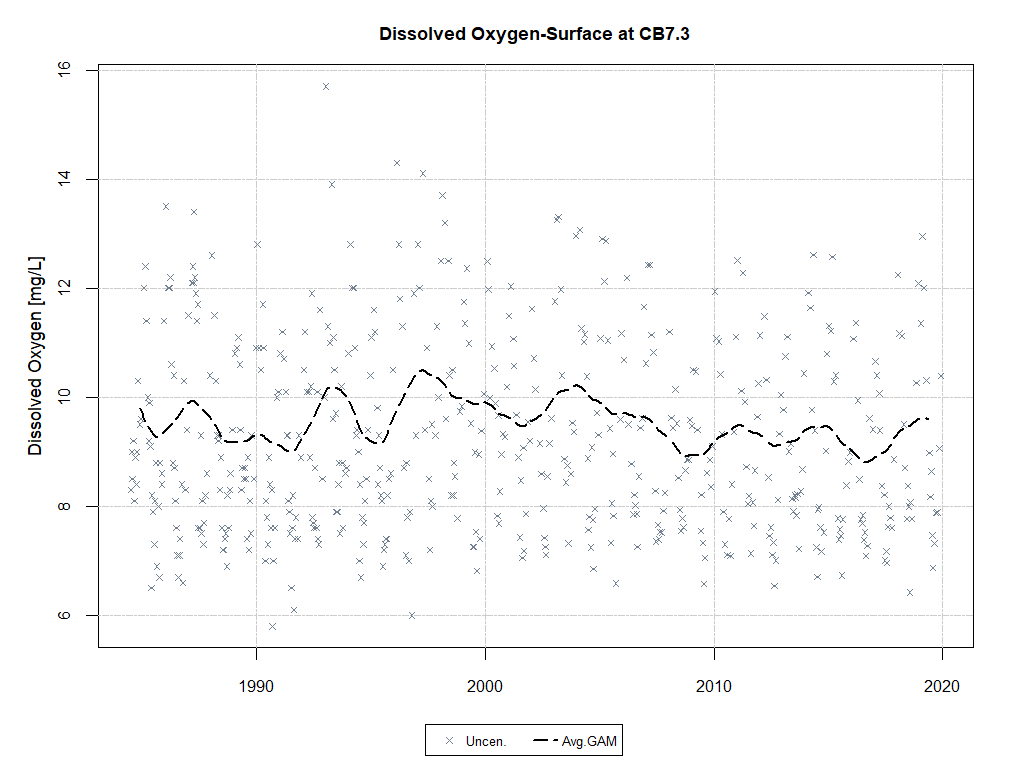 Dissolved Oxygen-Surface at CB7.3
Dissolved Oxygen [mg/L]
16
14
12
10
8
6
1990
2000
2010
2020
Uncen.
Avg.GAM